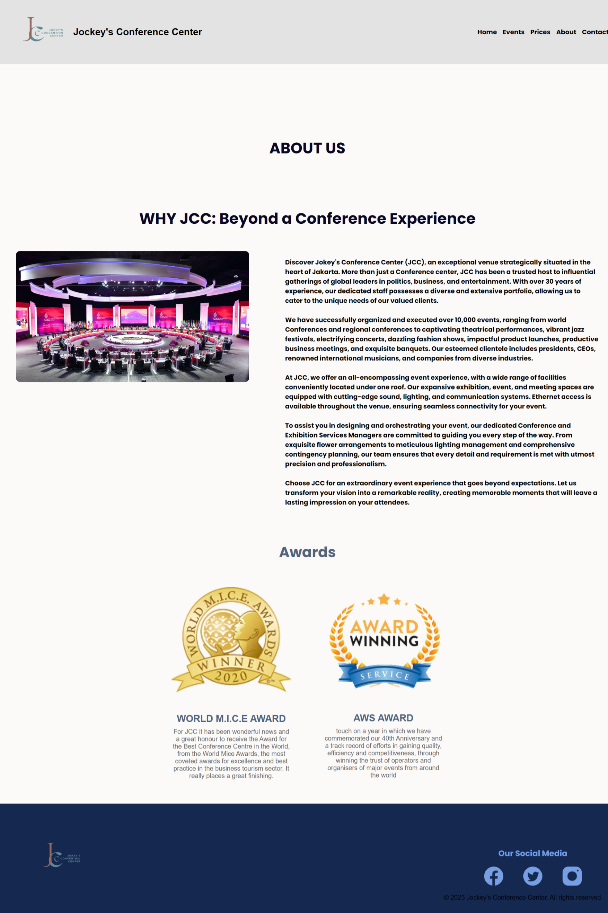 Jockey's Conference Center
Home Events Prices About Contact
ABOUT US
WHY JCC: Beyond a Conference Experience
Discover Jokey's Conference Center (JCC), an exceptional venue strategically situated in the
heart of Jakarta. More than just a Conference center, JCC has been a trusted host to influential
gatherings of global leaders in politics, business, and entertainment. With over 30 years of
experience, our dedicated staff possesses a diverse and extensive portfolio, allowing us to
cater to the unique needs of our valued clients.
We have successfully organized and executed over 10,000 events, ranging from world
Conferences and regional conferences to captivating theatrical performances, vibrant jazz
festivals, electrifying concerts, dazzling fashion shows, impactful product launches, productive
business meetings, and exquisite banquets. Our esteemed clientele includes presidents, CEOs,
renowned international musicians, and companies from diverse industries.
At JCC, we offer an all-encompassing event experience, with a wide range of facilities
conveniently located under one roof. Our expansive exhibition, event, and meeting spaces are
equipped with cutting-edge sound, lighting, and communication systems. Ethernet access is
available throughout the venue, ensuring seamless connectivity for your event.
To assist you in designing and orchestrating your event, our dedicated Conference and
Exhibition Services Managers are committed to guiding you every step of the way. From
exquisite flower arrangements to meticulous lighting management and comprehensive
contingency planning, our team ensures that every detail and requirement is met with utmost
precision and professionalism.
Choose JCC for an extraordinary event experience that goes beyond expectations. Let us
transform your vision into a remarkable reality, creating memorable moments that will leave a
lasting impression on your attendees.
Awards
WORLD M.I.C.E. AWARDS
WINNER
2020
AWARD
WINNING
SERVICE
WORLD M.I.C.E AWARD
For JCC it has been wonderful news and
a great honour to receive the Award for
the Best Conference Centre in the World,
from the World Mice Awards, the most
coveted awards for excellence and best
practice in the business tourism sector. It
really places a great finishing.
AWS AWARD
touch on a year in which we have
commemorated our 40th Anniversary and
a track record of efforts in gaining quality,
efficiency and competitiveness, through
winning the trust of operators and
organisers of major events from around
the world
Our Social Media
© 2023 Jockey's Conference Center. All rights reserved.